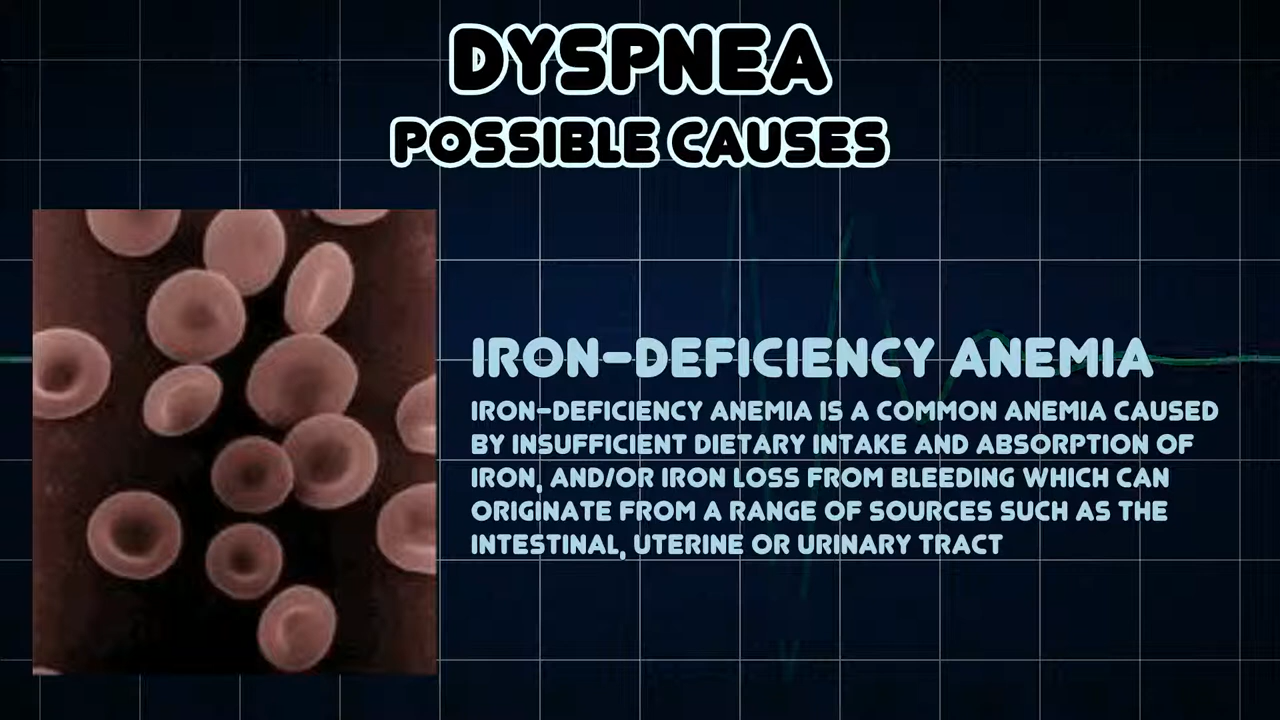 DYSPNEA
POSSIBLE CAUSES
IRON-DEFICIENCY ANEMIA
IRON-DEFICIENCY ANEMIA IS A COMMON ANEMIA CAUSED
BY INSUFFICIENT DIETARY INTAKE AND ABSORPTION OF
IRON, AND/OR IRON LOSS FROM BLEEDING WHICH CAN
ORIGINATE FROM A RANGE OF SOURCES SUCH AS THE
INTESTINAL, UTERINE OR URINARY TRACT